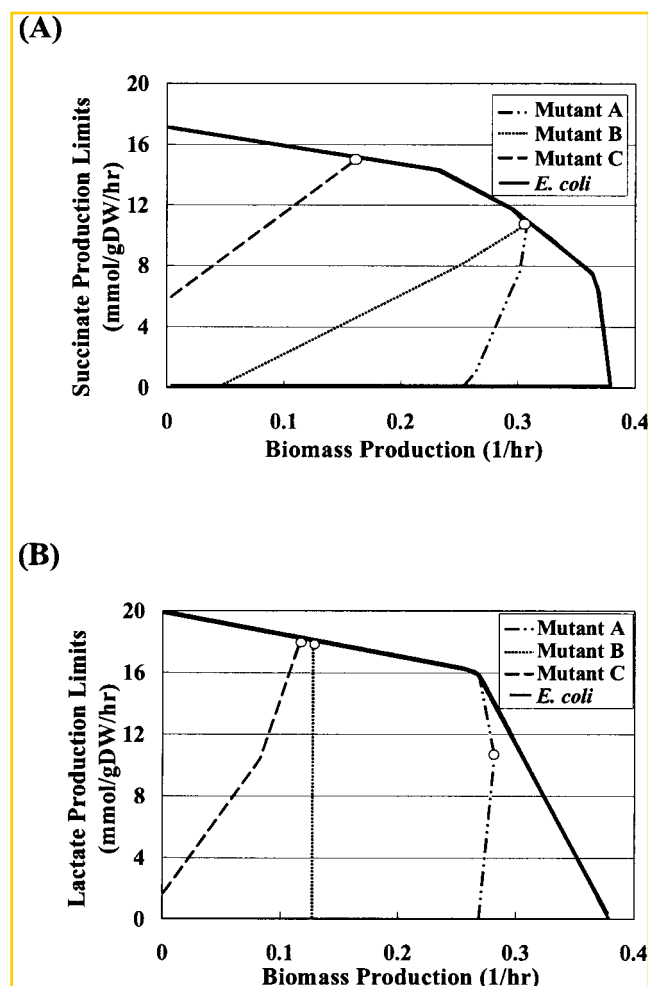 (A)
Succinate Production Limits
(mmol/gDW/hr)
20
16
12
8
4
0
Mutant A
Mutant B
Mutant C
E. coli
0 0.1 0.2 0.3 0.4
Biomass Production (1/hr)
(B)
Lactate Production Limits
(mmol/gDW/hr)
20
16
12
8
4
0
Mutant A
Mutant B
Mutant C
E. coli
0 0.1 0.2 0.3 0.4
Biomass Production (1/hr)